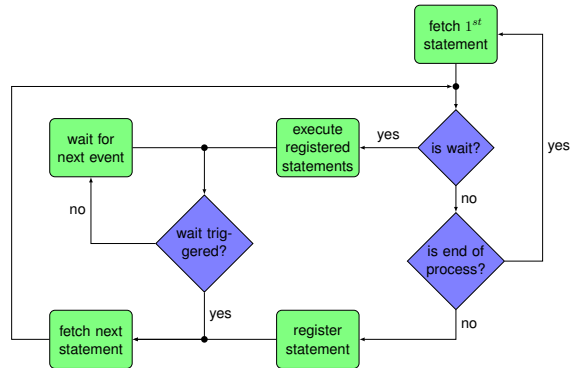 fetch 1st
statement
wait for
next event
execute
registered
statements
yes
is wait?
yes
no
no
wait trig-
gered?
is end of
process?
yes
no
fetch next
statement
register
statement